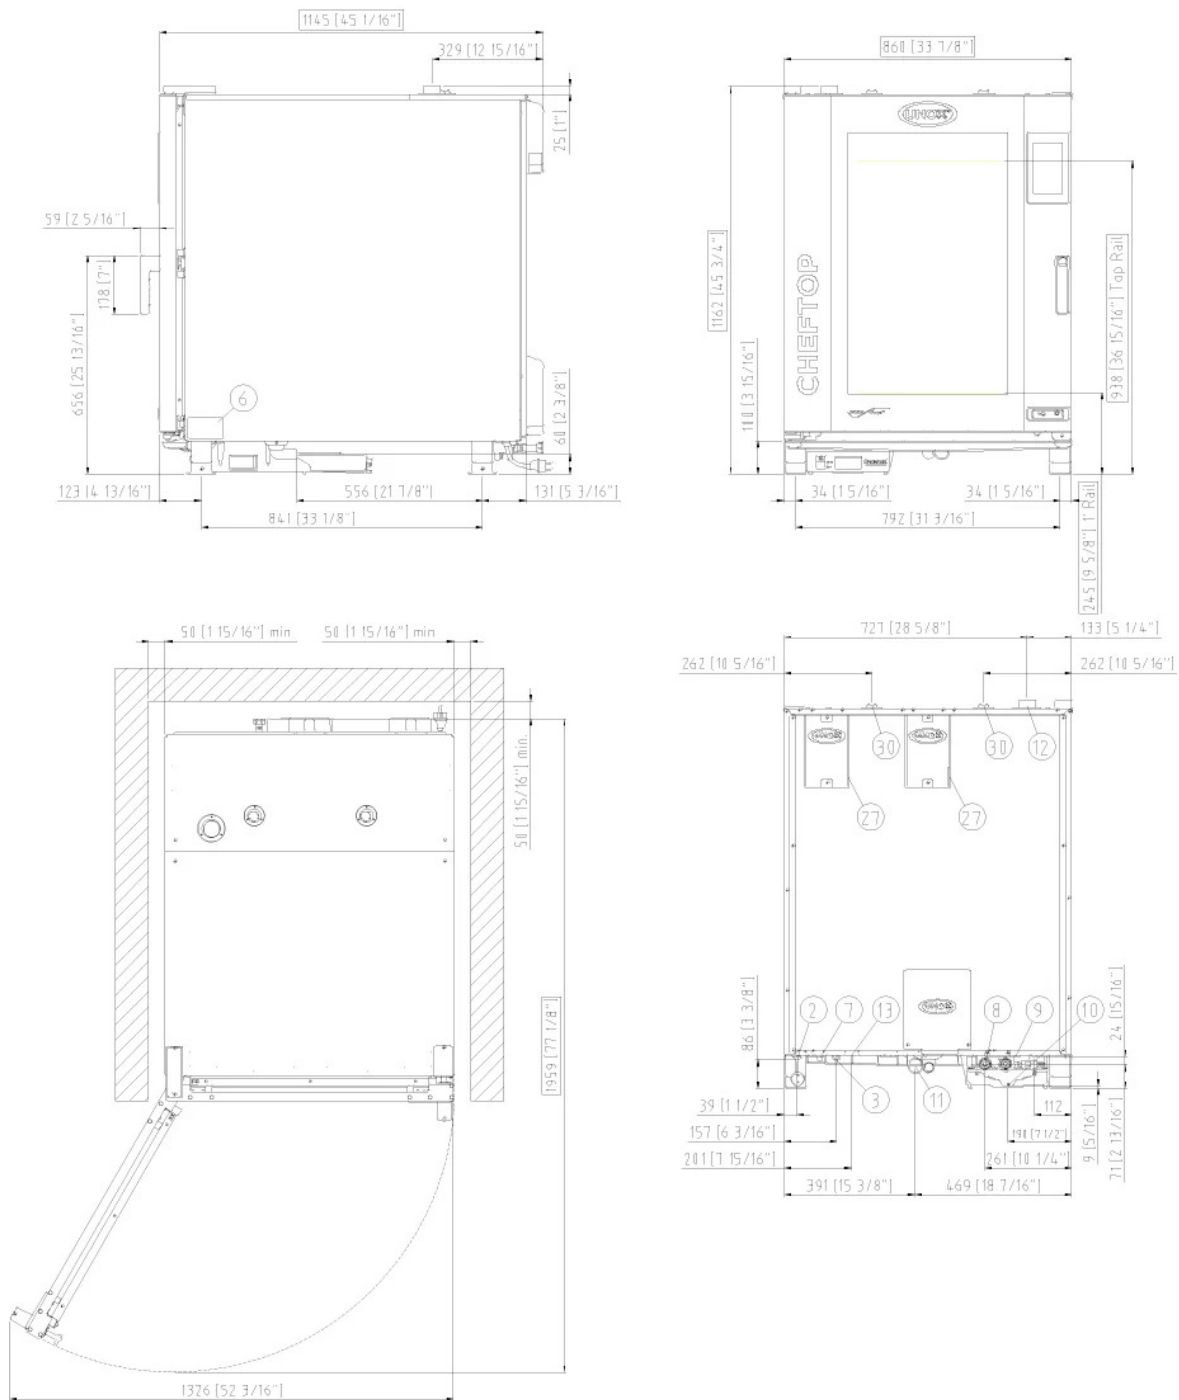 1145 [45 1/16"]
329 [12 15/16"]
25 [1"]
59 [2 5/16"]
178 [7"]
656 [25 13/16"]
6
60 [2 3/8"]
123 [4 13/16"]
556 [21 7/8"]
131 [5 3/16"]
841 [33 1/8"]
860 [33 7/8"]
UNOX
1162 [45 3/4"]
CHEFTOP
100 [3 15/16"]
938 [36 15/16"] Top Rail
34 [1 5/16"]
34 [1 5/16"]
792 [31 3/16"]
245 [9 5/8"] 1' Rail
50 [1 15/16"] min
50 [1 15/16"] min
50 [1 15/16"] min.
1959 [77 1/8"]
1326 [52 3/16"]
727 [28 5/8"]
133 [5 1/4"]
262 [10 5/16"]
262 [10 5/16"]
30
30
12
27
27
86 [3 3/8"]
2
7
13
8
9
10
24 [15/16"]
3
11
39 [1 1/2"]
112
157 [6 3/16"]
190 [7 1/2"]
9 [5/16"]
71 [2 13/16"]
201 [7 15/16"]
261 [10 1/4"]
391 [15 3/8"]
469 [18 7/16"]